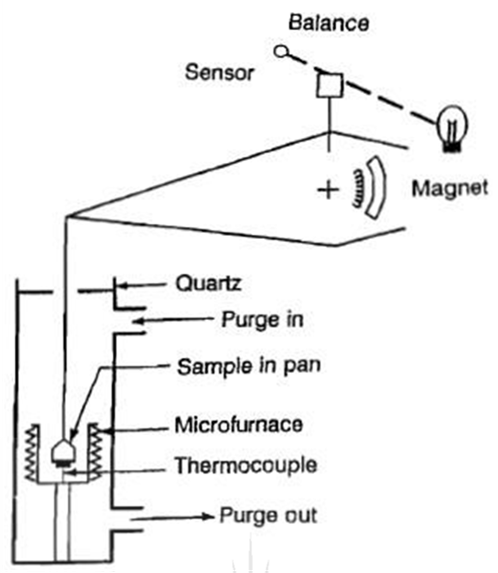 Balance
Sensor
Magnet
Quartz
Purge in
Sample in pan
Microfurnace
Thermocouple
Purge out